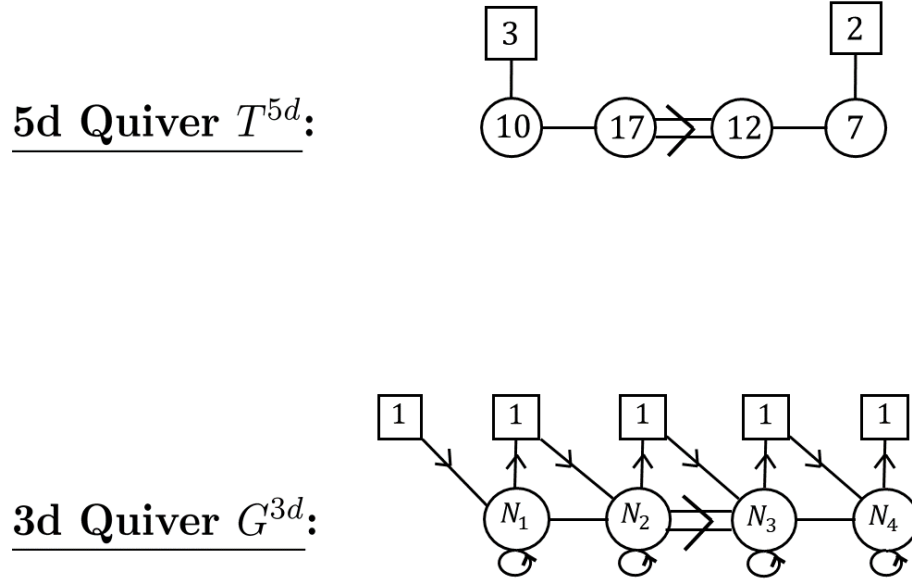 3 2
5d Quiver T^{5d}:
10 17 12 7
1 1 1 1 1
3d Quiver G^{3d}:
N_1 N_2 N_3 N_4